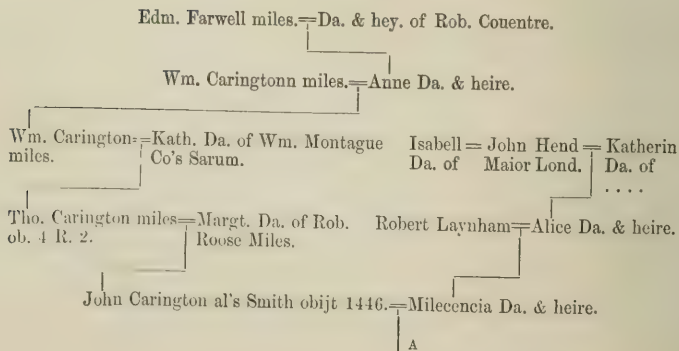 Edm. Farwell miles.=Da. & hey. of Rob. Couentre.
Wm. Caringtonn miles.=Anne Da. & heire.
Wm. Carington=Kath. Da. of Wm. Montague
miles. Co's Sarum.
Isabell = John Hend = Katherin
Da. of Maior Lond. Da. of
. . . .
Tho. Carington miles=Margt. Da. of Rob.
ob. 4 R. 2. Roose Miles.
Robert Laynham=Alice Da. & heire.
John Carington al's Smith obijt 1446.=Milecencia Da. & heire.
A